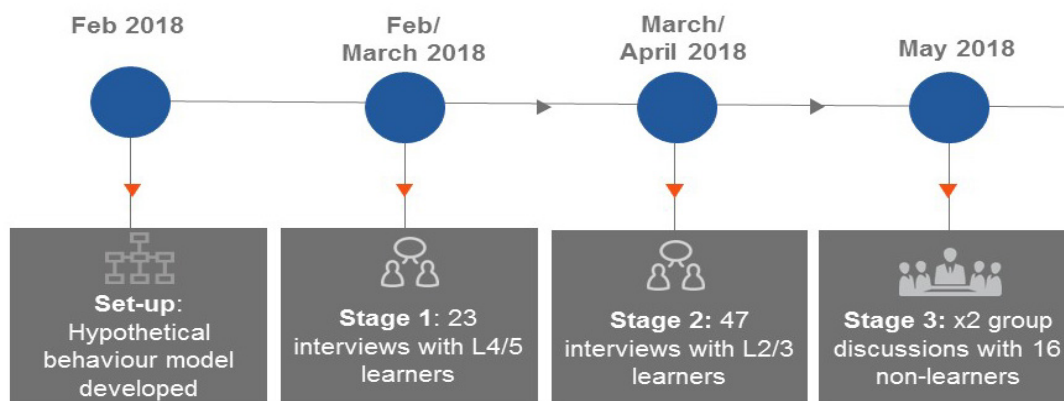 Feb 2018
Feb/
March 2018
March/
April 2018
May 2018
Set-up:
Hypothetical
behaviour model
developed
Stage 1: 23
interviews with L4/5
learners
Stage 2: 47
interviews with L2/3
learners
Stage 3: x2 group
discussions with 16
non-learners